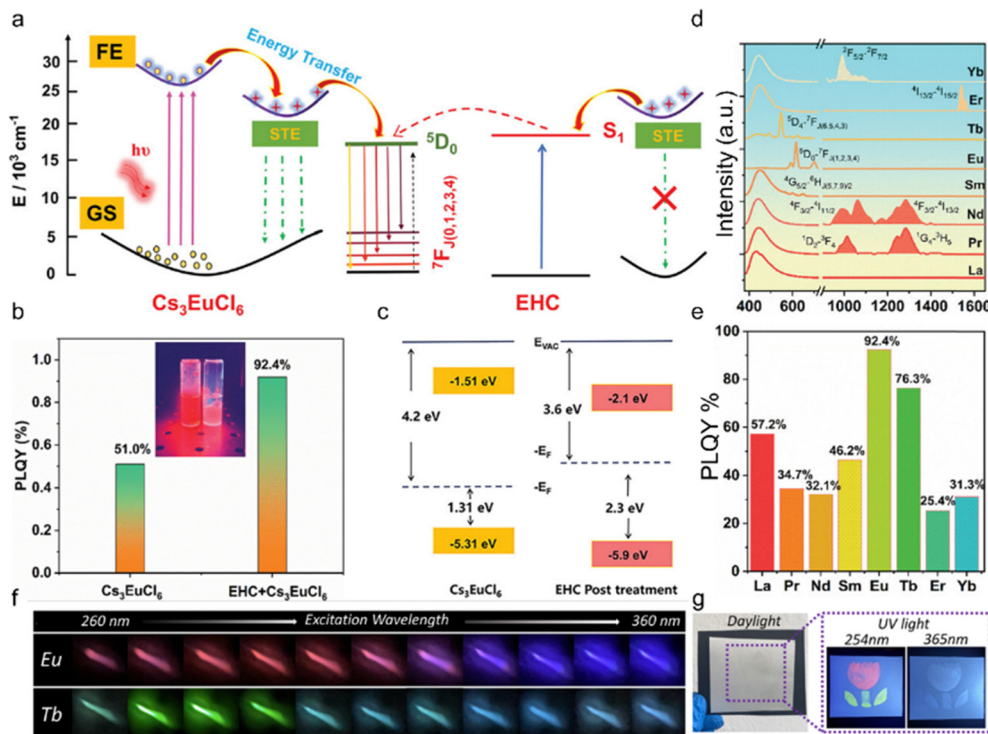 a
FE
Energy Transfer
E / 10³ cm⁻¹
30
25
20
15
10
5
0
STE
hυ
GS
⁵D₀
⁷F_J(0,1,2,3,4)
S₁
STE
Cs₃EuCl₆
EHC
b
PLQY (%)
1.0
0.8
0.6
0.4
0.2
0.0
51.0%
92.4%
Cs₃EuCl₆
EHC+Cs₃EuCl₆
c
E_VAC
-1.51 eV
4.2 eV
-2.1 eV
3.6 eV
-E_F
-E_F
1.31 eV
2.3 eV
-5.31 eV
-5.9 eV
Cs₃EuCl₆
EHC Post treatment
d
Intensity (a.u.)
²F₅/₂-²F₇/₂
Yb
⁴I₁₃/₂-⁴I₁₅/₂
Er
⁵D₄-⁷F_J(6,5,4,3)
Tb
⁵D₀-⁷F_J(1,2,3,4)
Eu
⁴G₅/₂-⁶H_J(5,7,9)/2
Sm
⁴F₃/₂-⁴I₁₁/₂
⁴F₃/₂-⁴I₁₃/₂
Nd
¹D₂-³F₄
¹G₄-³H₅
Pr
La
400 600 800 1000 1200 1400 1600
e
PLQY %
100
80
60
40
20
0
57.2%
34.7%
32.1%
46.2%
92.4%
76.3%
25.4%
31.3%
La Pr Nd Sm Eu Tb Er Yb
f
260 nm
Excitation Wavelength
360 nm
Eu
Tb
g
Daylight
UV light
254nm
365nm